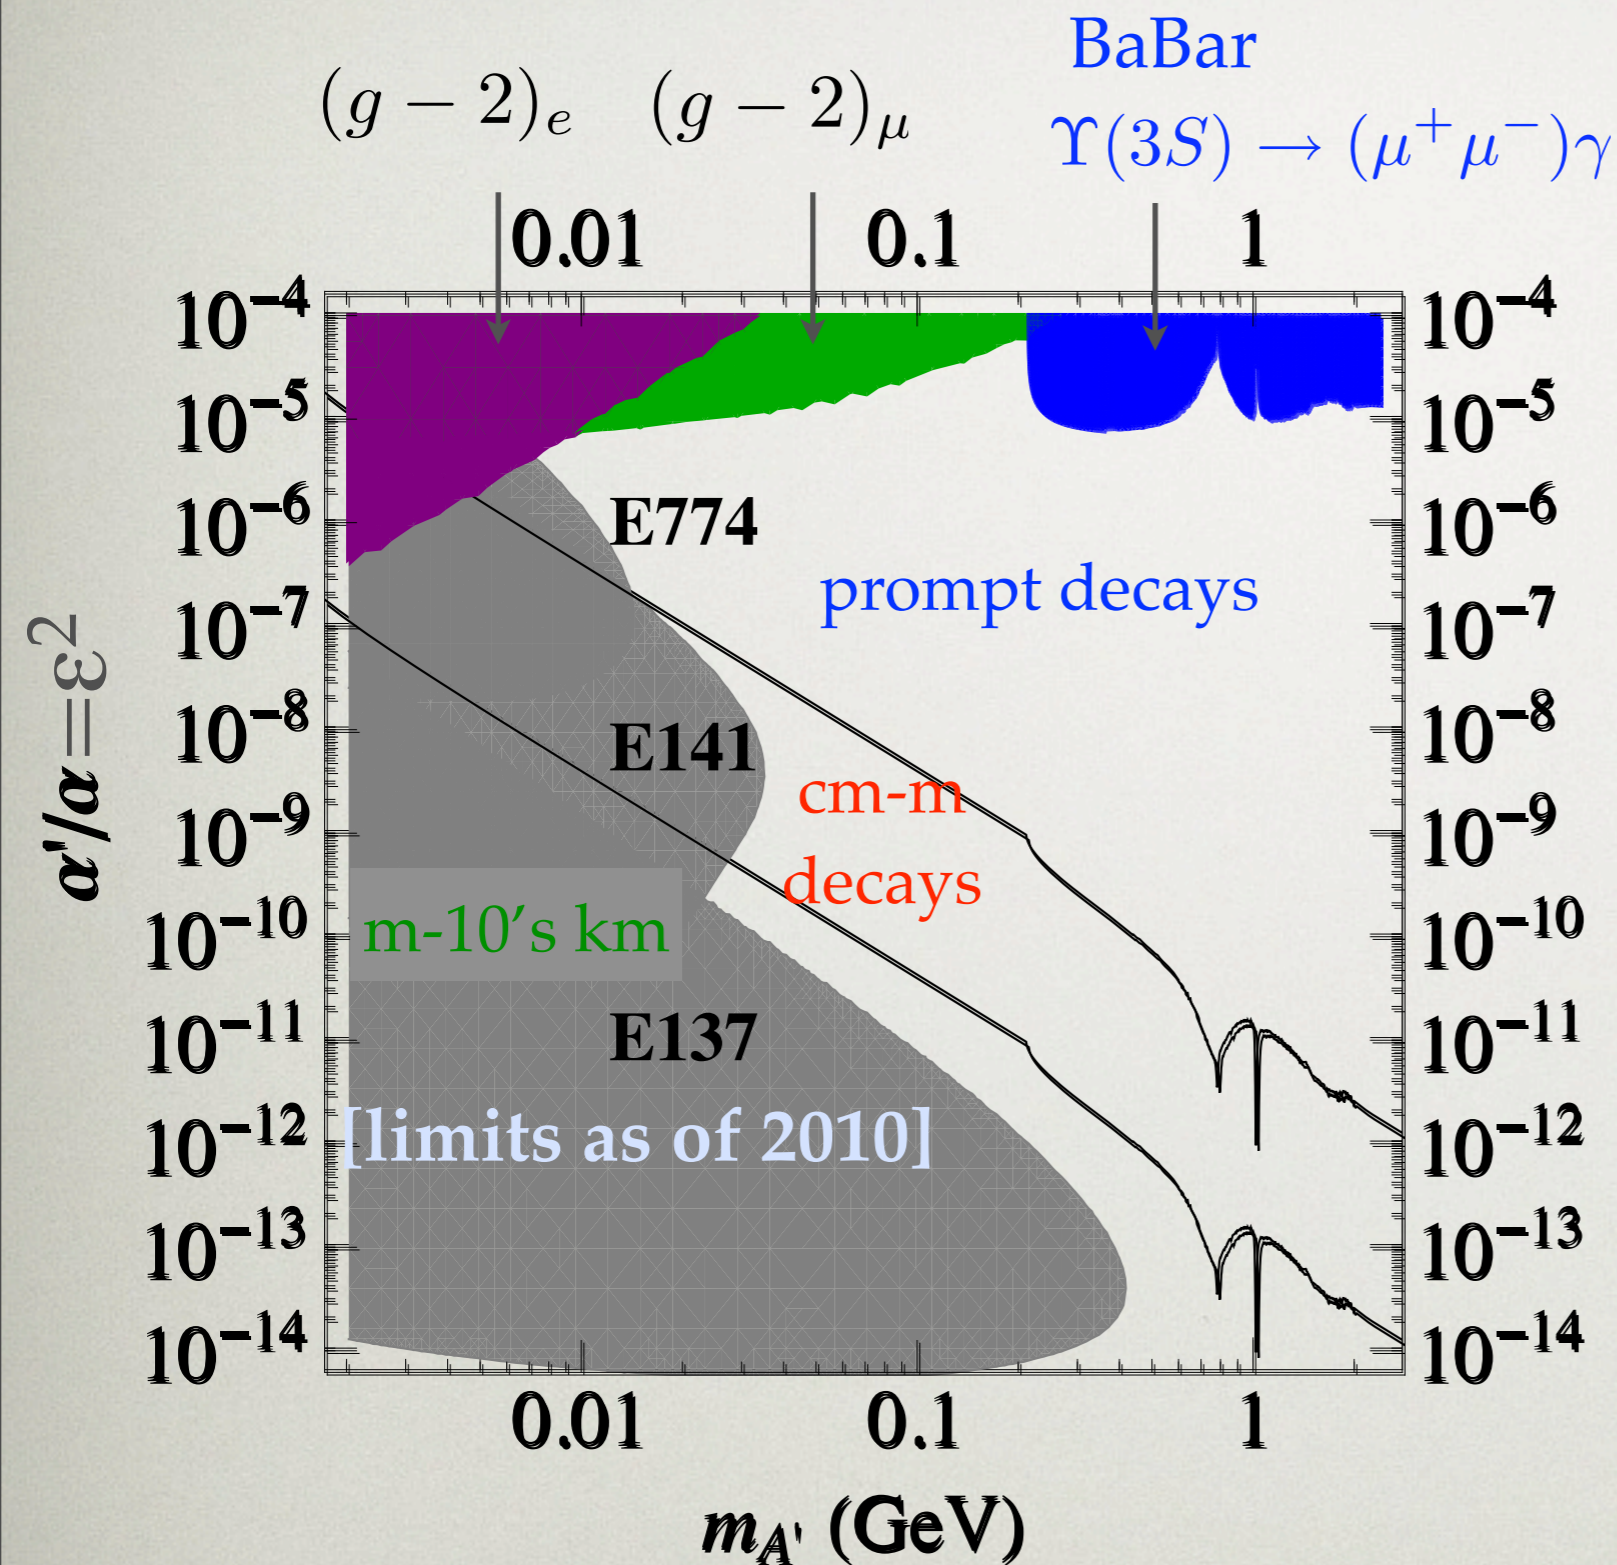 BaBar
(g − 2)ₑ (g − 2)_μ ϒ(3S) → (μ⁺μ⁻)γ
0.01 0.1 1
10⁻⁴ 10⁻⁴
10⁻⁵ 10⁻⁵
E774
10⁻⁶ 10⁻⁶
prompt decays
10⁻⁷ 10⁻⁷
α'/α=ε²
10⁻⁸ 10⁻⁸
E141
cm-m
10⁻⁹ 10⁻⁹
decays
m-10’s km
10⁻¹⁰ 10⁻¹⁰
E137
10⁻¹¹ 10⁻¹¹
[limits as of 2010]
10⁻¹² 10⁻¹²
10⁻¹³ 10⁻¹³
10⁻¹⁴ 10⁻¹⁴
0.01 0.1 1
m_A' (GeV)